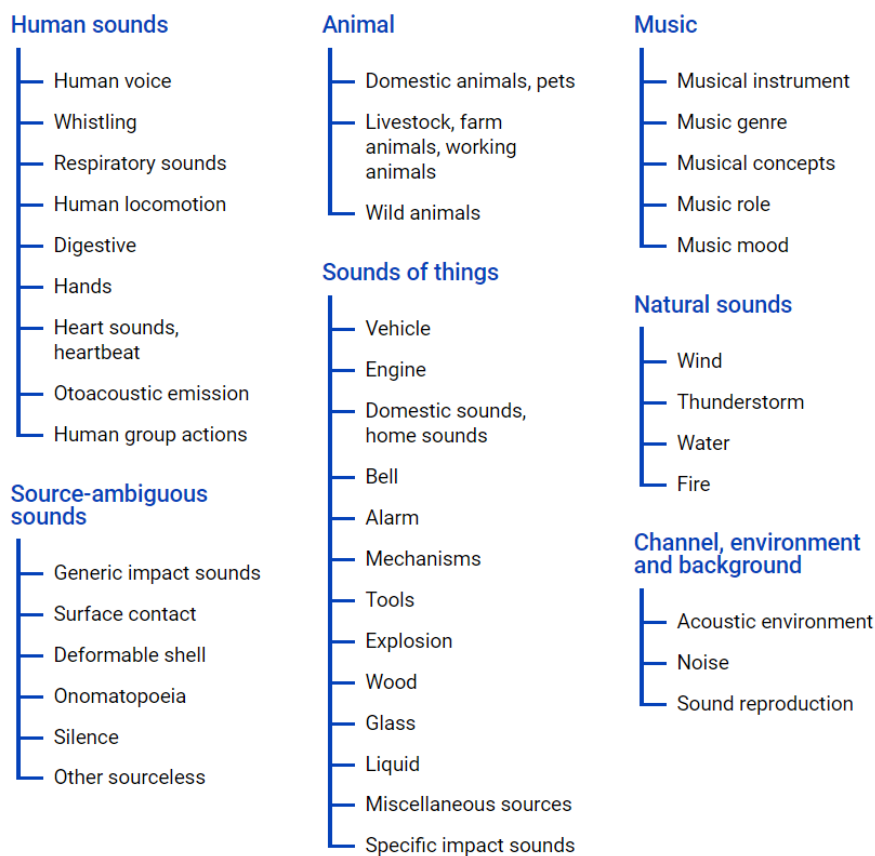 Human sounds
Human voice
Whistling
Respiratory sounds
Human locomotion
Digestive
Hands
Heart sounds,
heartbeat
Otoacoustic emission
Human group actions
Source-ambiguous
sounds
Generic impact sounds
Surface contact
Deformable shell
Onomatopoeia
Silence
Other sourceless
Animal
Domestic animals, pets
Livestock, farm
animals, working
animals
Wild animals
Sounds of things
Vehicle
Engine
Domestic sounds,
home sounds
Bell
Alarm
Mechanisms
Tools
Explosion
Wood
Glass
Liquid
Miscellaneous sources
Specific impact sounds
Music
Musical instrument
Music genre
Musical concepts
Music role
Music mood
Natural sounds
Wind
Thunderstorm
Water
Fire
Channel, environment
and background
Acoustic environment
Noise
Sound reproduction